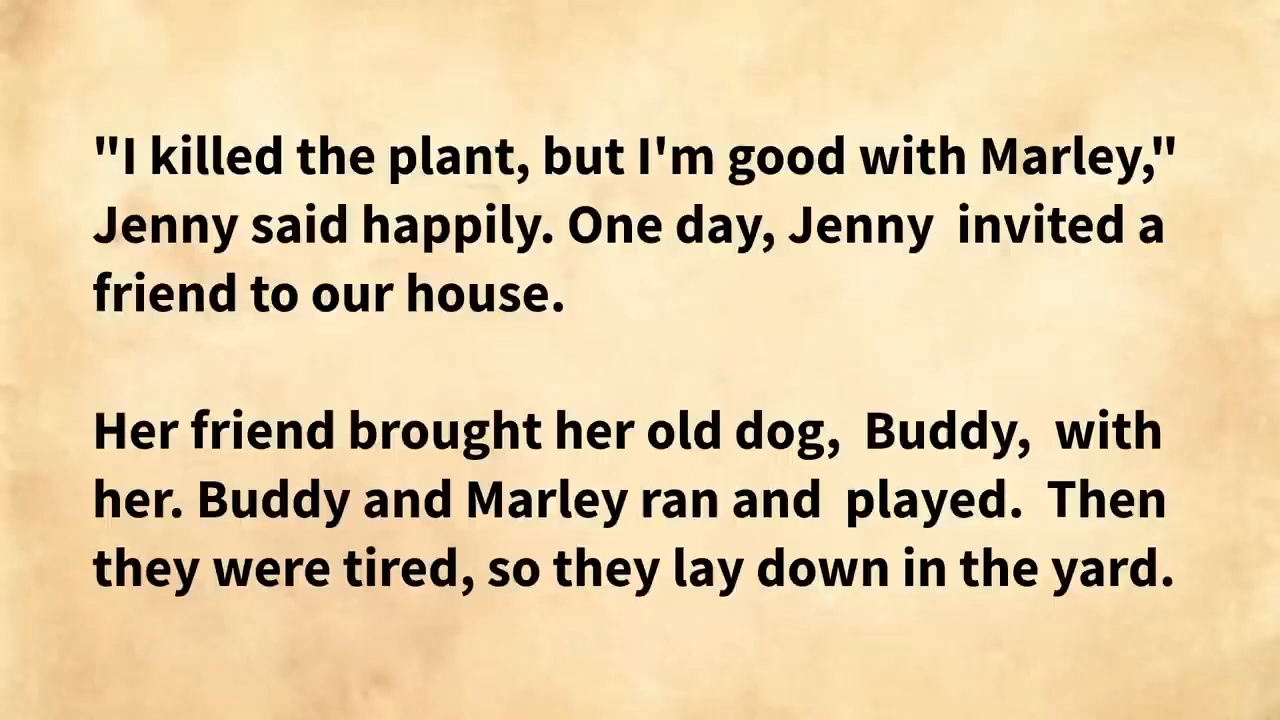 "I killed the plant, but I'm good with Marley,"
Jenny said happily. One day, Jenny  invited a
friend to our house.
Her friend brought her old dog,  Buddy,  with
her. Buddy and Marley ran and  played.  Then
they were tired, so they lay down in the yard.